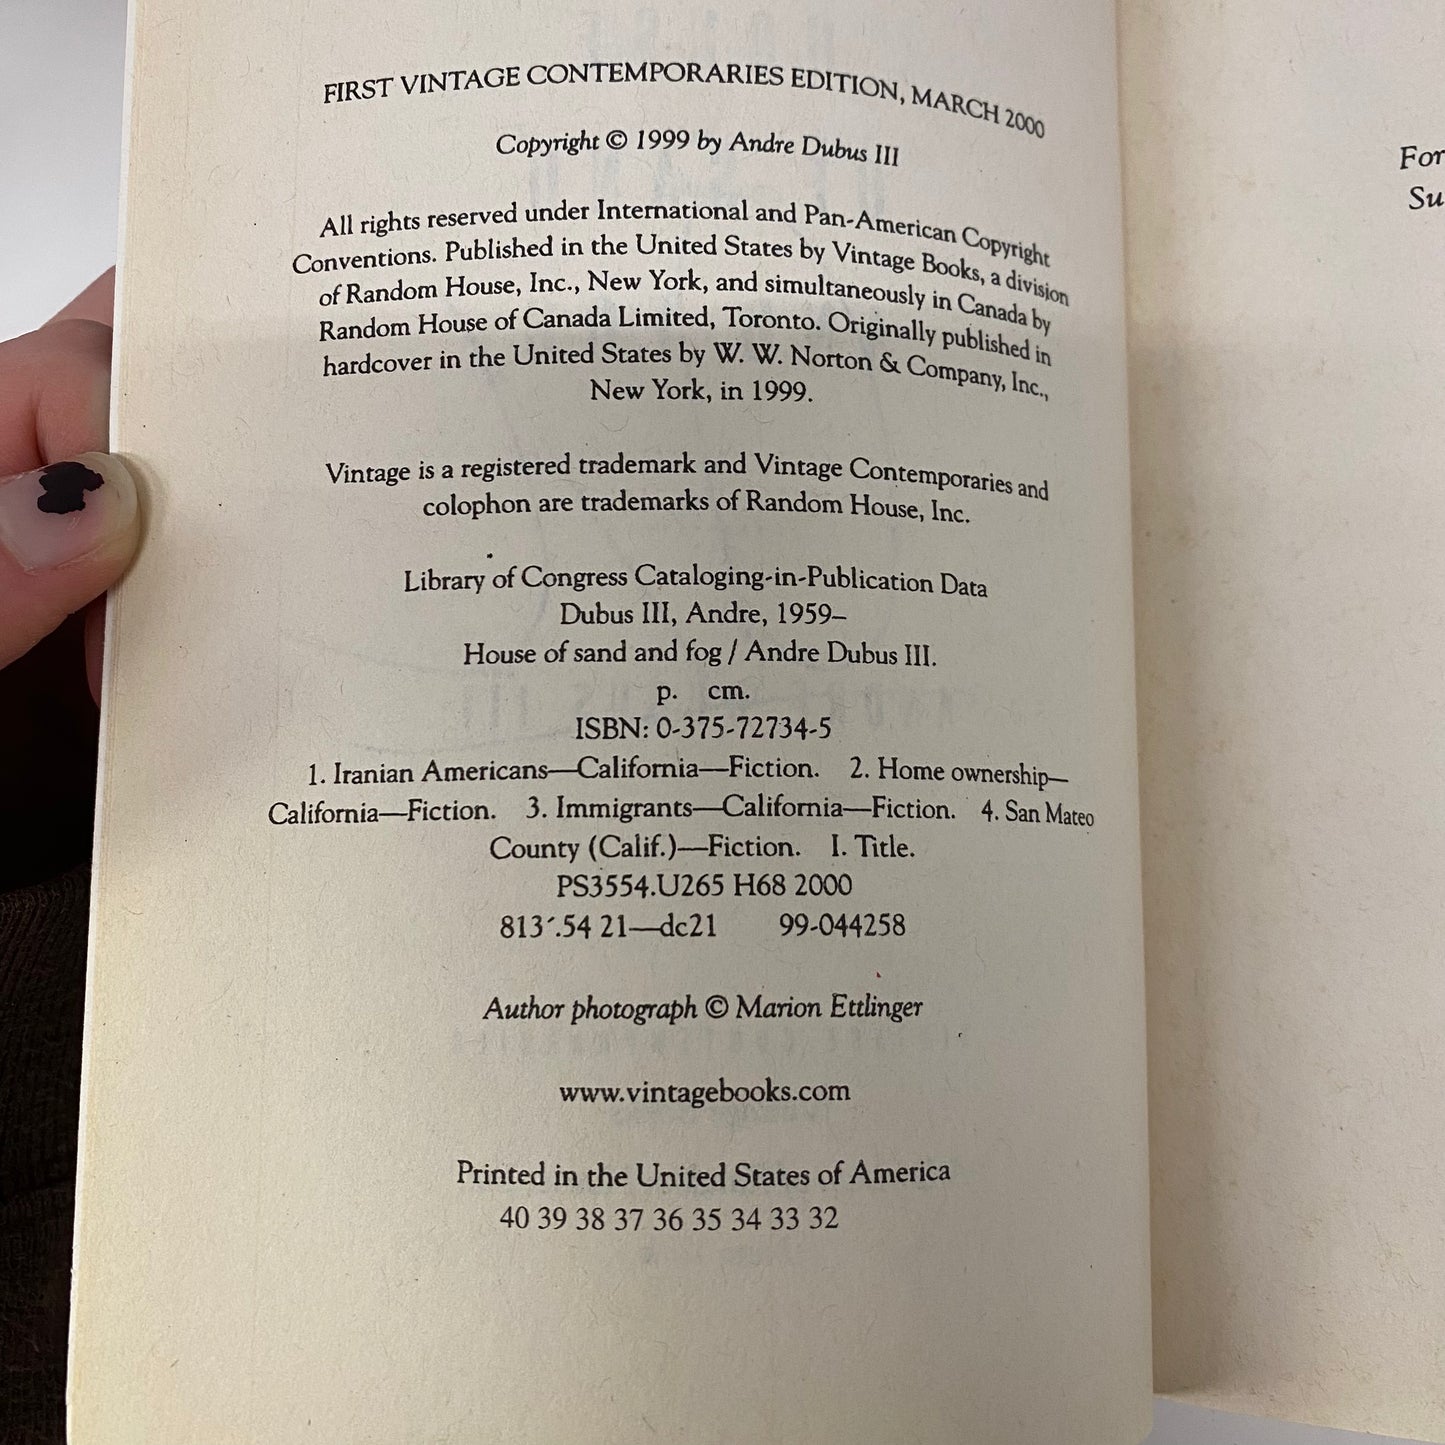 FIRST VINTAGE CONTEMPORARIES EDITION, MARCH 2000
Copyright © 1999 by Andre Dubus III
All rights reserved under International and Pan-American Copyright
Conventions. Published in the United States by Vintage Books, a division
of Random House, Inc., New York, and simultaneously in Canada by
Random House of Canada Limited, Toronto. Originally published in
hardcover in the United States by W. W. Norton & Company, Inc.,
New York, in 1999.
Vintage is a registered trademark and Vintage Contemporaries and
colophon are trademarks of Random House, Inc.
Library of Congress Cataloging-in-Publication Data
Dubus III, Andre, 1959–
House of sand and fog / Andre Dubus III.
p. cm.
ISBN: 0-375-72734-5
1. Iranian Americans—California—Fiction. 2. Home ownership—
California—Fiction. 3. Immigrants—California—Fiction. 4. San Mateo
County (Calif.)—Fiction. I. Title.
PS3554.U265 H68 2000
813´.54 21—dc21 99-044258
Author photograph © Marion Ettlinger
www.vintagebooks.com
Printed in the United States of America
40 39 38 37 36 35 34 33 32
For
Su